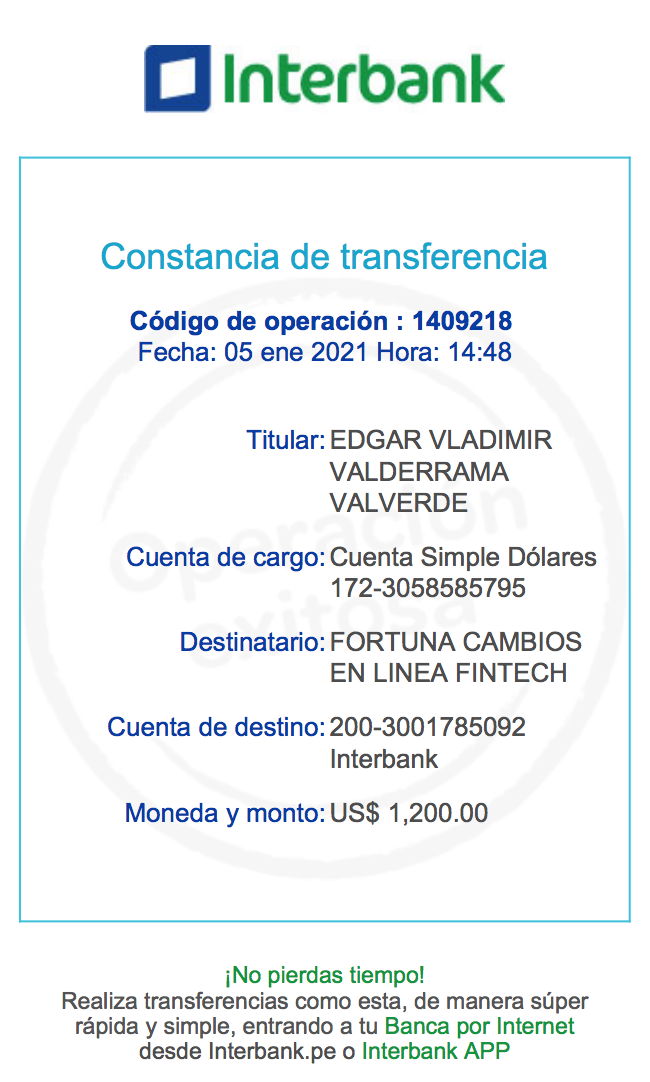 Interbank
Constancia de transferencia
Código de operación : 1409218
Fecha: 05 ene 2021 Hora: 14:48
Titular: EDGAR VLADIMIR
VALDERRAMA
VALVERDE
Operación
exitosa
Cuenta de cargo: Cuenta Simple Dólares
172-3058585795
Destinatario: FORTUNA CAMBIOS
EN LINEA FINTECH
Cuenta de destino: 200-3001785092
Interbank
Moneda y monto: US$ 1,200.00
¡No pierdas tiempo!
Realiza transferencias como esta, de manera súper
rápida y simple, entrando a tu Banca por Internet
desde Interbank.pe o Interbank APP